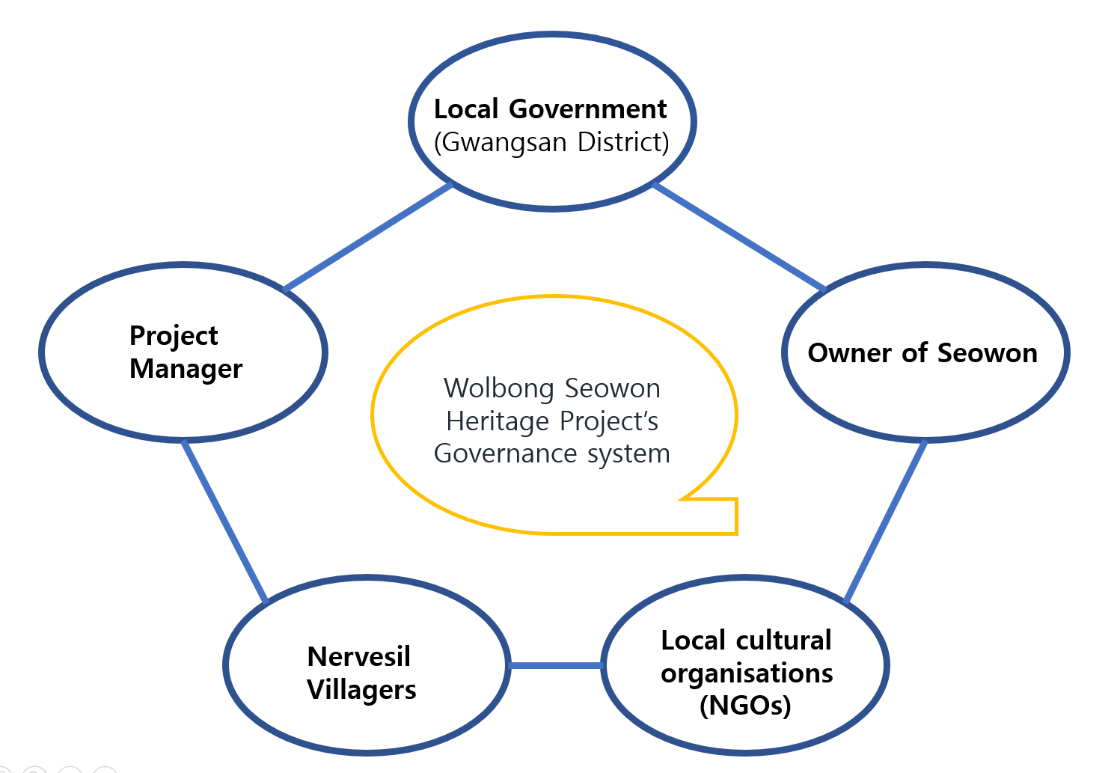 Local Government
(Gwangsan District)
Project
Manager
Owner of Seowon
Wolbong Seowon
Heritage Project’s
Governance system
Nervesil
Villagers
Local cultural
organisations
(NGOs)